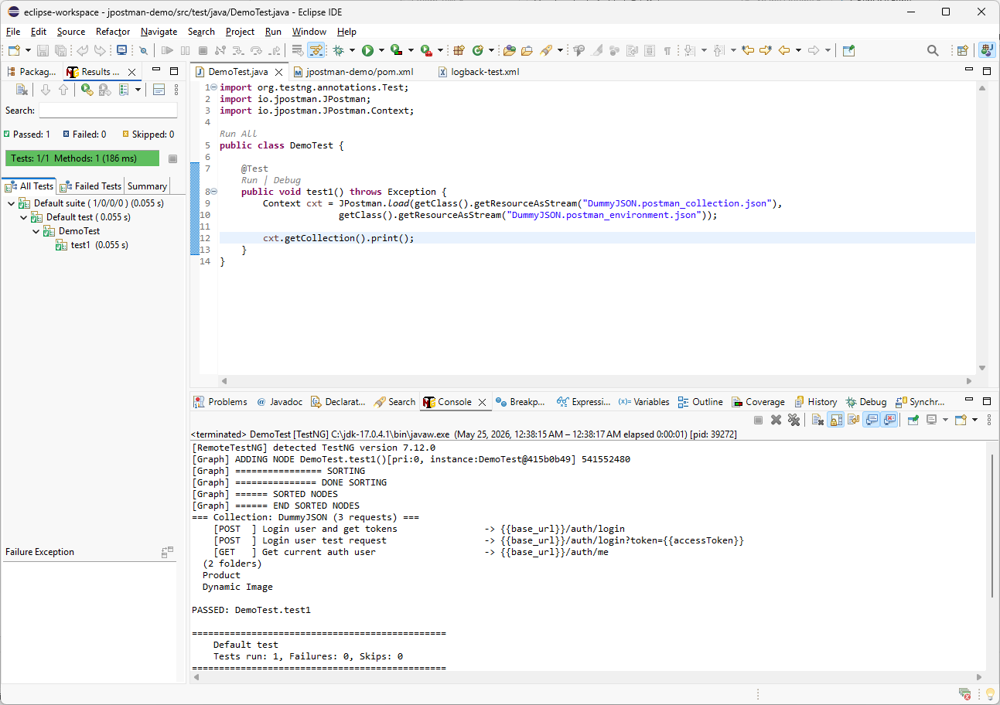 eclipse-workspace - jpostman-demo/src/test/java/DemoTest.java - Eclipse IDE
File Edit Source Refactor Navigate Search Project Run Window Help
Packag... Results ...
Search:
Passed: 1 Failed: 0 Skipped: 0
Tests: 1/1 Methods: 1 (186 ms)
All Tests Failed Tests Summary
Default suite ( 1/0/0/0 ) (0.055 s)
Default test ( 0.055 s)
DemoTest
test1 (0.055 s)
Failure Exception
DemoTest.java jpostman-demo/pom.xml logback-test.xml
1 import org.testng.annotations.Test;
2 import io.jpostman.JPostman;
3 import io.jpostman.JPostman.Context;
4
Run All
5 public class DemoTest {
6
7 @Test
Run | Debug
8 public void test1() throws Exception {
9 Context cxt = JPostman.load(getClass().getResourceAsStream("DummyJSON.postman_collection.json"),
10 getClass().getResourceAsStream("DummyJSON.postman_environment.json"));
11
12 cxt.getCollection().print();
13 }
14 }
Problems Javadoc Declarat... Search Console Breakp... Expressi... Variables Outline Coverage History Debug Synchr...
<terminated> DemoTest [TestNG] C:\jdk-17.0.4.1\bin\javaw.exe (May 25, 2026, 12:38:15 AM – 12:38:17 AM elapsed 0:00:01) [pid: 39272]
[RemoteTestNG] detected TestNG version 7.12.0
[Graph] ADDING NODE DemoTest.test1()[pri:0, instance:DemoTest@415b0b49] 541552480
[Graph] ================ SORTING
[Graph] =============== DONE SORTING
[Graph] ====== SORTED NODES
[Graph] ====== END SORTED NODES
=== Collection: DummyJSON (3 requests) ===
[POST  ] Login user and get tokens -> {{base_url}}/auth/login
[POST  ] Login user test request -> {{base_url}}/auth/login?token={{accessToken}}
[GET   ] Get current auth user -> {{base_url}}/auth/me
(2 folders)
Product
Dynamic Image
PASSED: DemoTest.test1
===============================================
Default test
Tests run: 1, Failures: 0, Skips: 0
===============================================